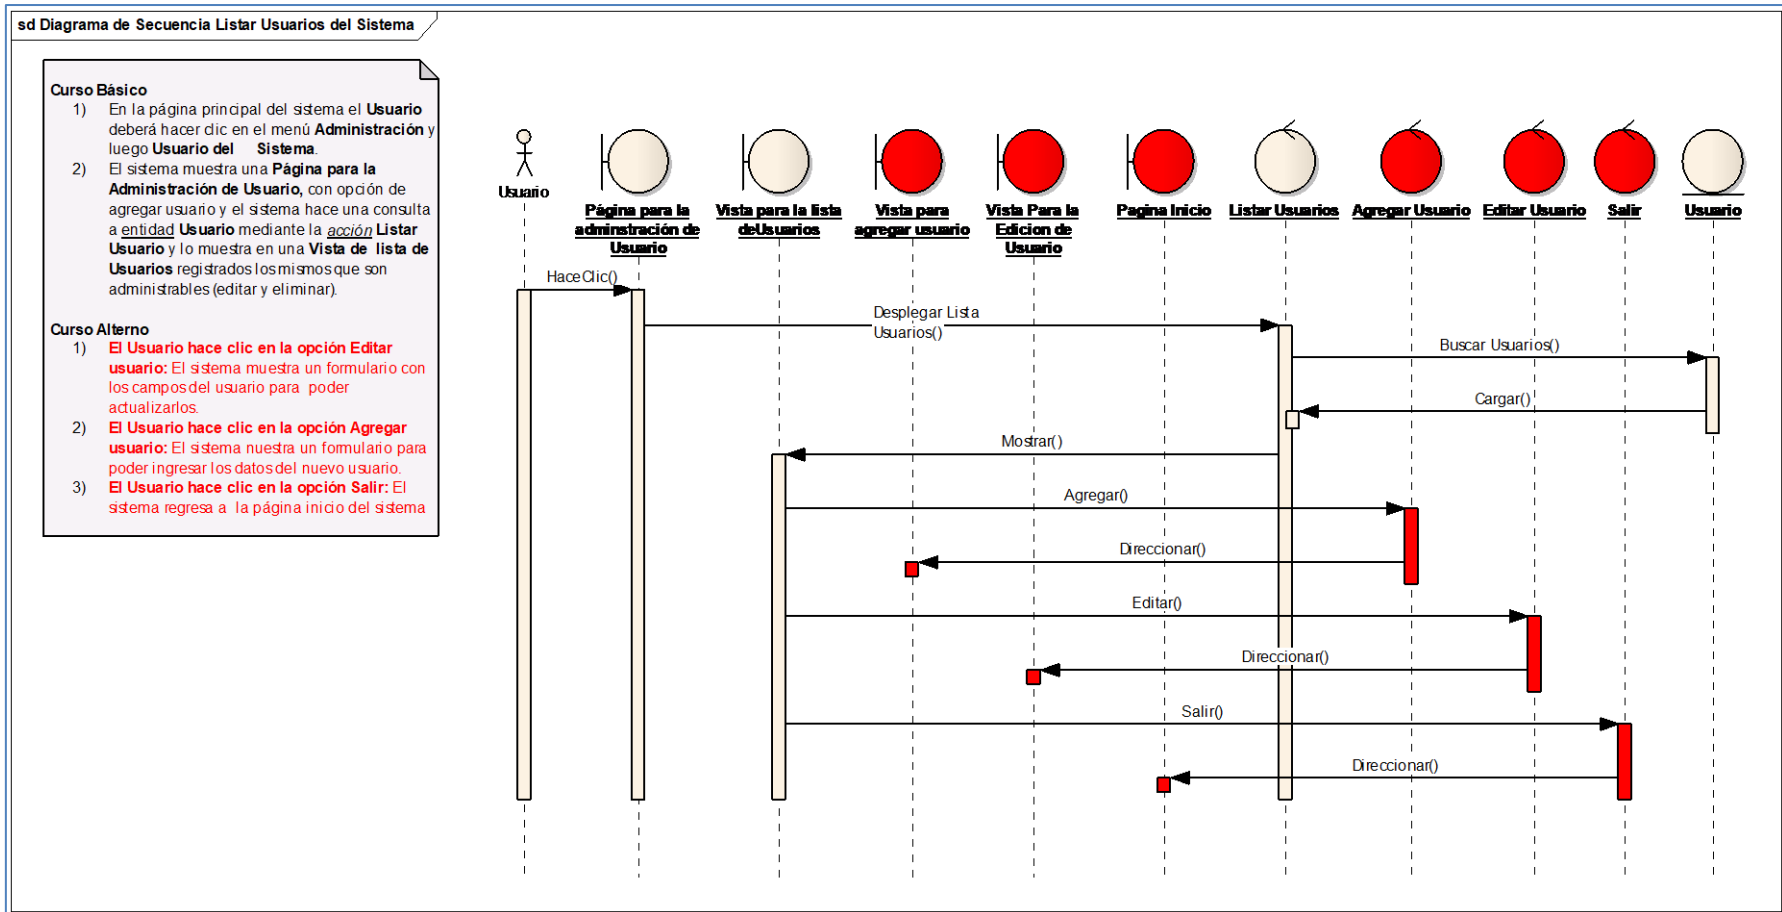 sd Diagrama de Secuencia Listar Usuarios del Sistema
Curso Básico
1) En la página principal del sistema el Usuario
deberá hacer clic en el menú Administración y
luego Usuario del Sistema.
2) El sistema muestra una Página para la
Administración de Usuario, con opción de
agregar usuario y el sistema hace una consulta
a entidad Usuario mediante la acción Listar
Usuario y lo muestra en una Vista de lista de
Usuarios registrados los mismos que son
administrables (editar y eliminar).
Curso Alterno
1) El Usuario hace clic en la opción Editar
usuario: El sistema muestra un formulario con
los campos del usuario para poder
actualizarlos.
2) El Usuario hace clic en la opción Agregar
usuario: El sistema nuestra un formulario para
poder ingresar los datos del nuevo usuario.
3) El Usuario hace clic en la opción Salir: El
sistema regresa a la página inicio del sistema
Usuario
Página para la
adminstración de
Usuario
Vista para la lista
deUsuarios
Vista para
agregar usuario
Vista Para la
Edicion de
Usuario
Pagina Inicio
Listar Usuarios
Agregar Usuario
Editar Usuario
Salir
Usuario
HaceClic()
Desplegar Lista
Usuarios()
Buscar Usuarios()
Cargar()
Mostrar()
Agregar()
Direccionar()
Editar()
Direccionar()
Salir()
Direccionar()